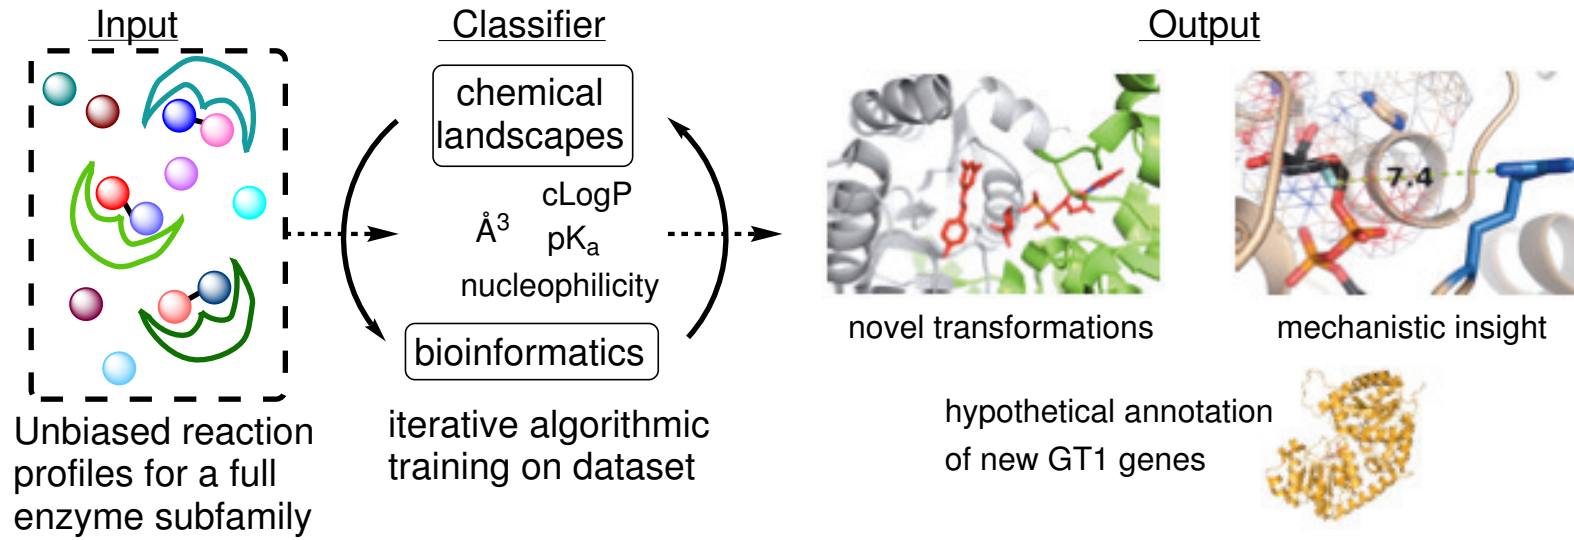 Input
Classifier
Output
chemical
landscapes
cLogP
Å³
pKₐ
nucleophilicity
bioinformatics
7.4
novel transformations
mechanistic insight
Unbiased reaction
profiles for a full
enzyme subfamily
iterative algorithmic
training on dataset
hypothetical annotation
of new GT1 genes